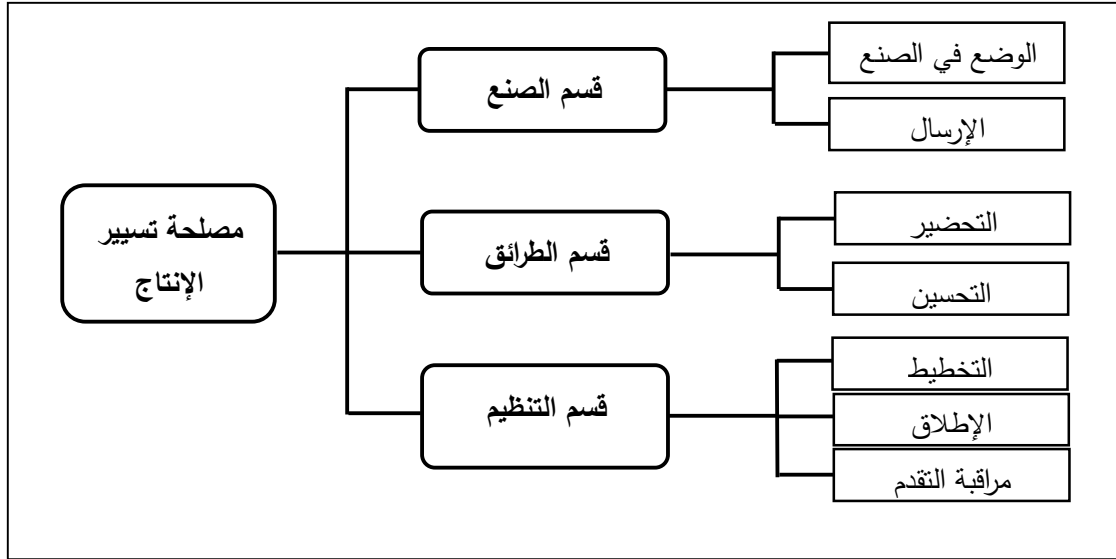 مصلحة تسيير
الإنتاج
قسم الصنع
الوضع في الصنع
الإرسال
قسم الطرائق
التحضير
التحسين
قسم التنظيم
التخطيط
الإطلاق
مراقبة التقدم